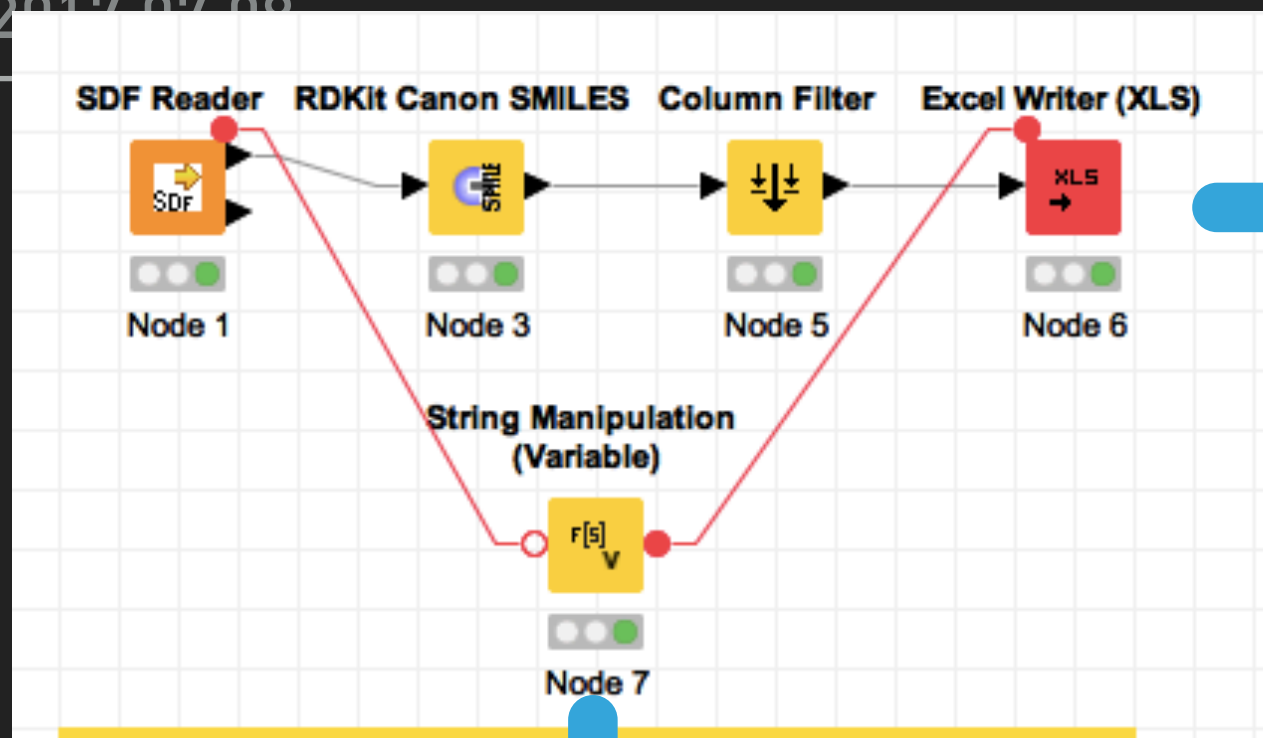 SDF Reader
RDKit Canon SMILES
Column Filter
Excel Writer (XLS)
SDF
SMILE
XLS
Node 1
Node 3
Node 5
Node 6
String Manipulation
(Variable)
F[S]
V
Node 7